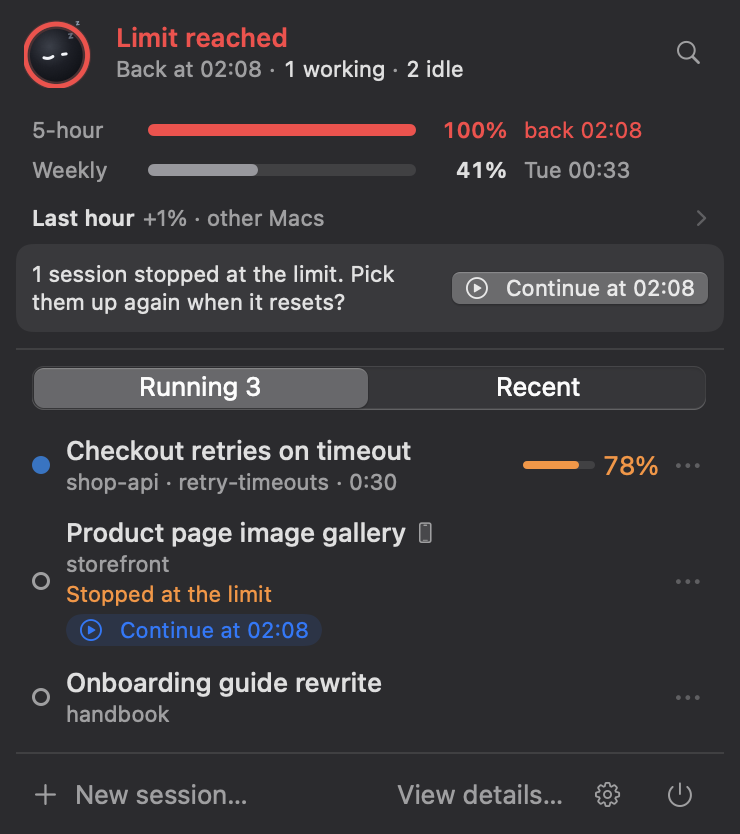 Limit reached
Back at 02:08 · 1 working · 2 idle
5-hour 100% back 02:08
Weekly 41% Tue 00:33
Last hour +1% · other Macs
1 session stopped at the limit. Pick
them up again when it resets?
Continue at 02:08
Running 3 Recent
Checkout retries on timeout
78%
shop-api · retry-timeouts · 0:30
Product page image gallery
storefront
Stopped at the limit
Continue at 02:08
Onboarding guide rewrite
handbook
New session... View details...